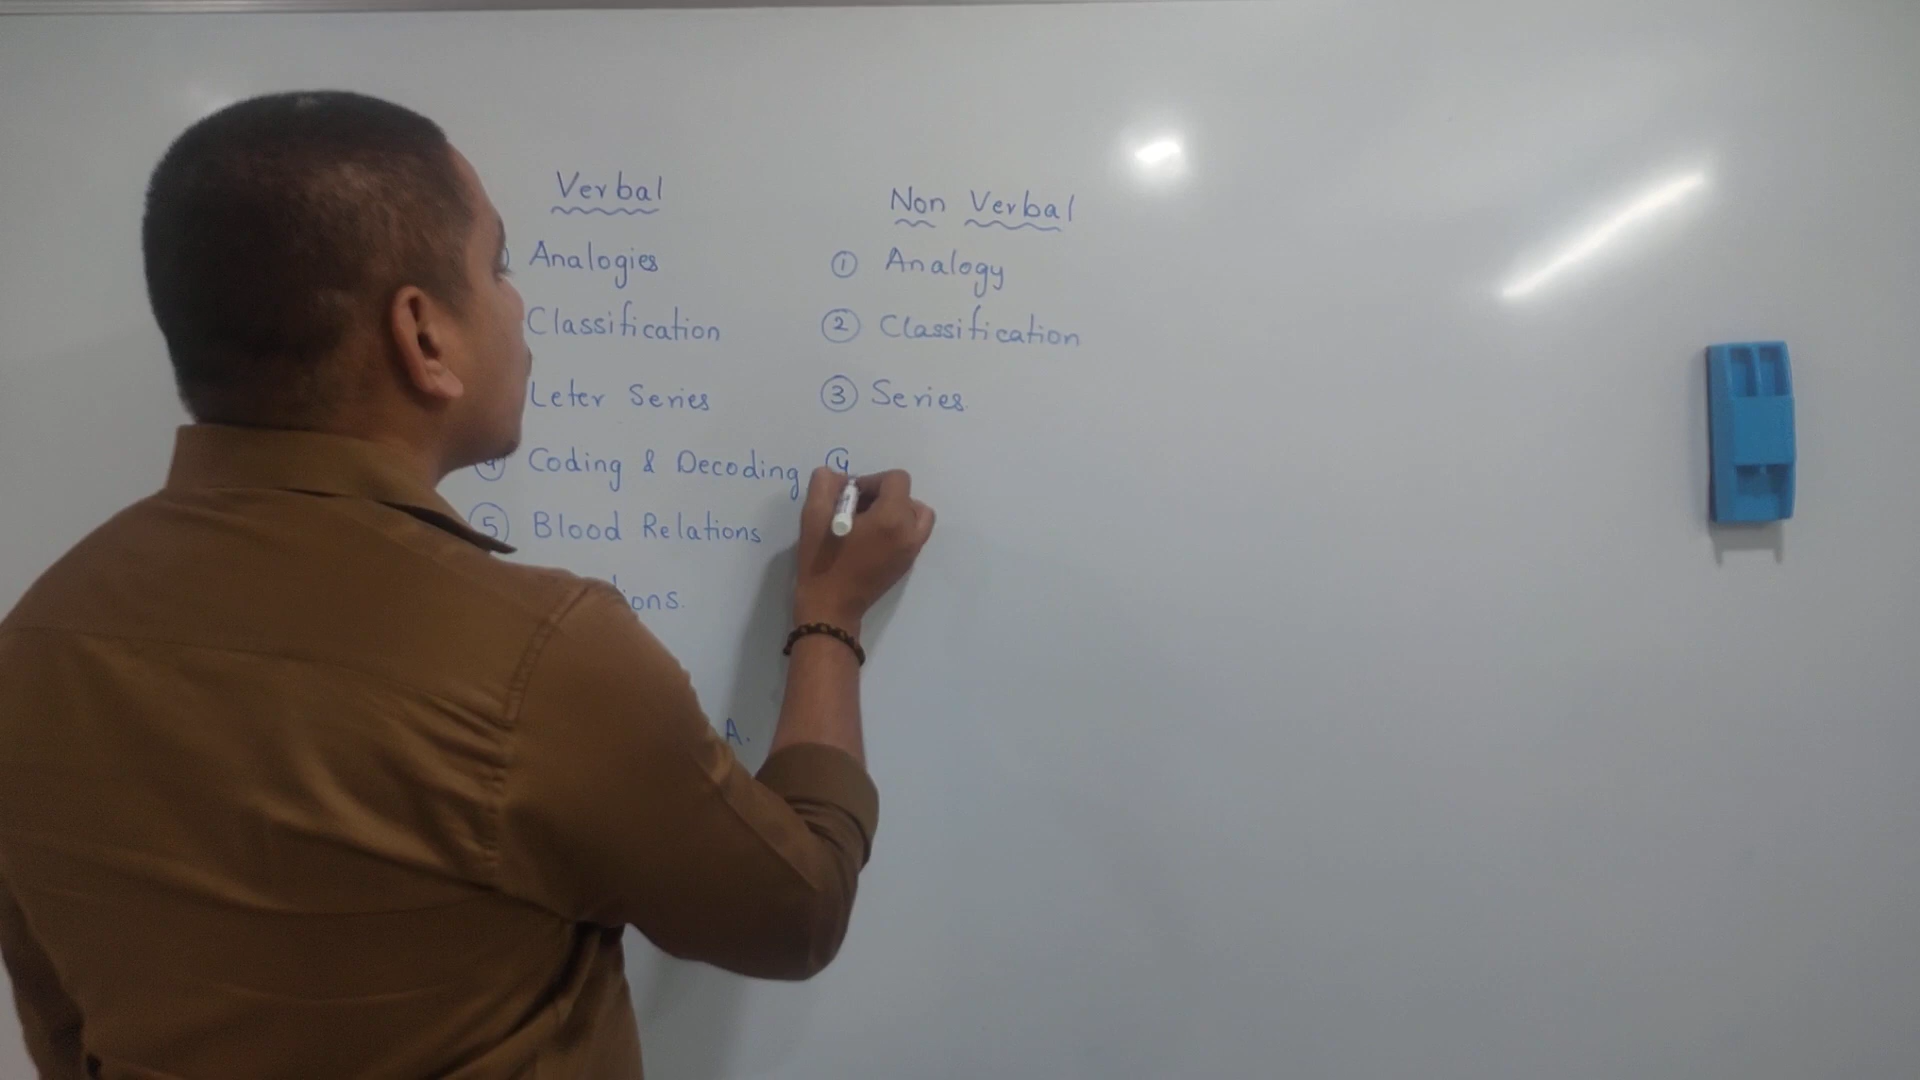 Verbal
Analogies
Classification
Leter Series
④ Coding & Decoding
⑤ Blood Relations
A.
Non Verbal
① Analogy
② Classification
③ Series.
④